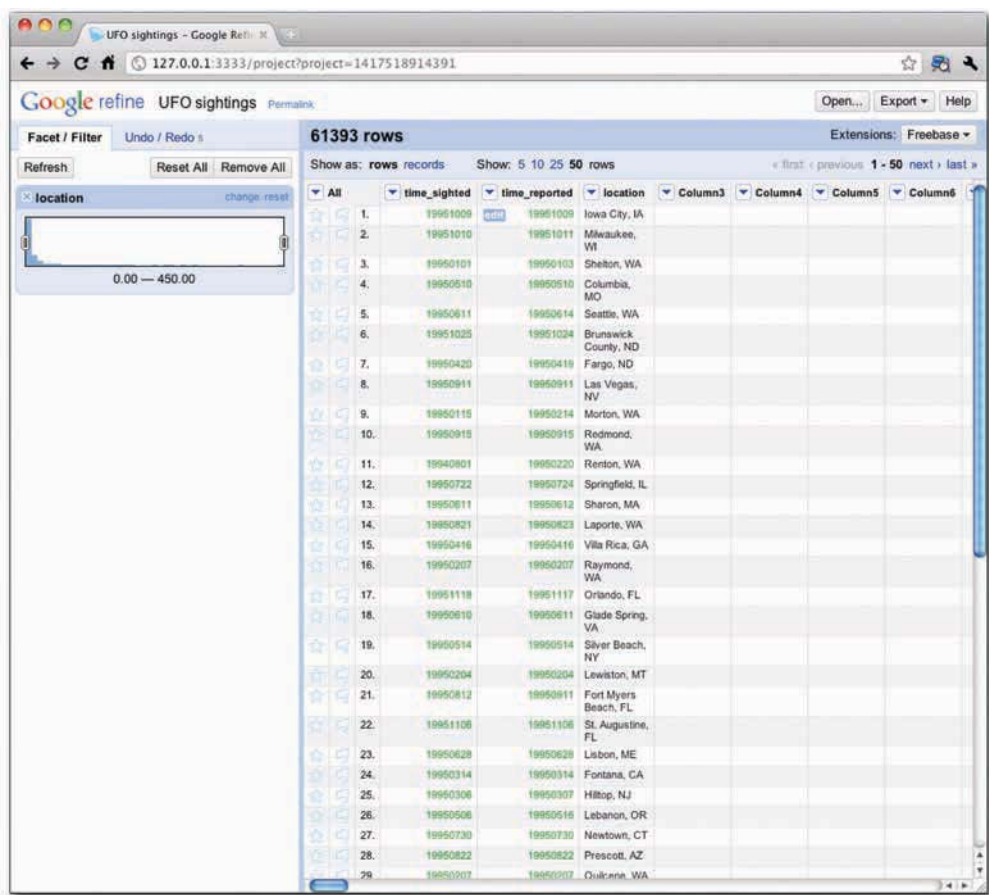 UFO sightings - Google Refi
127.0.0.1:3333/project?project=1417518914391
Google refine UFO sightings Permalink
Open... Export Help
Facet / Filter Undo / Redo 5
61393 rows
Extensions: Freebase
Refresh Reset All Remove All
Show as: rows records Show: 5 10 25 50 rows « first ‹ previous 1 - 50 next › last »
location change reset
0.00 — 450.00
All time_sighted time_reported location Column3 Column4 Column5 Column6
1. 19951009 edit 19951009 Iowa City, IA
2. 19951010 19951011 Milwaukee,
WI
3. 19950101 19950103 Shelton, WA
4. 19950510 19950510 Columbia,
MO
5. 19950611 19950614 Seattle, WA
6. 19951025 19951024 Brunswick
County, ND
7. 19950420 19950419 Fargo, ND
8. 19950911 19950911 Las Vegas,
NV
9. 19950115 19950214 Morton, WA
10. 19950915 19950915 Redmond,
WA
11. 19940801 19950220 Renton, WA
12. 19950722 19950724 Springfield, IL
13. 19950611 19950612 Sharon, MA
14. 19950821 19950823 Laporte, WA
15. 19950416 19950416 Villa Rica, GA
16. 19950207 19950207 Raymond,
WA
17. 19951118 19951117 Orlando, FL
18. 19950610 19950611 Glade Spring,
VA
19. 19950514 19950514 Silver Beach,
NY
20. 19950204 19950204 Lewiston, MT
21. 19950812 19950911 Fort Myers
Beach, FL
22. 19951106 19951106 St. Augustine,
FL
23. 19950628 19950628 Lisbon, ME
24. 19950314 19950314 Fontana, CA
25. 19950306 19950307 Hilltop, NJ
26. 19950506 19950516 Lebanon, OR
27. 19950730 19950730 Newtown, CT
28. 19950822 19950822 Prescott, AZ
29. 19950207 19950207 Quilcene, WA